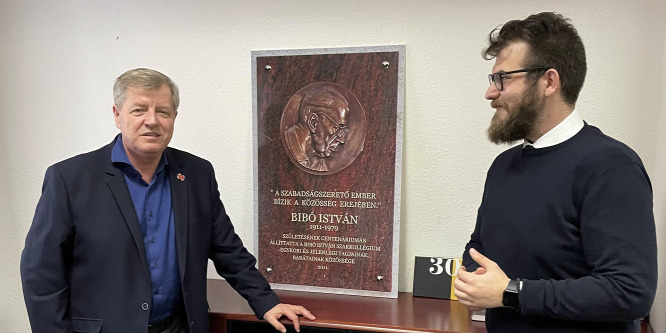 "A SZABADSÁGSZERETŐ EMBER
BÍZIK A KÖZÖSSÉG EREJÉBEN."
BIBÓ ISTVÁN
1911-1979
SZÜLETÉSÉNEK CENTENÁRIUMÁN
ÁLLÍTTATTA A BIBÓ ISTVÁN SZAKKOLLÉGIUM
EGYKORI ÉS JELENLEGI TAGJAINAK,
BARÁTAINAK KÖZÖSSÉGE
2011.
30